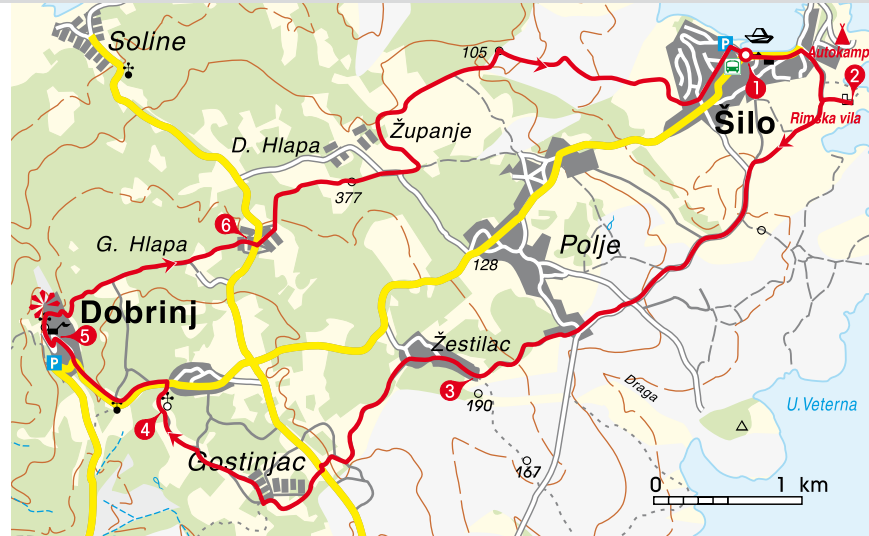 Soline
105
P
Autokamp
1
2
Šilo
Rimska vila
Županje
D. Hlapa
377
6
G. Hlapa
Polje
128
Dobrinj
5
P
Žestilac
3
190
Draga
U. Veterna
4
Gostinjac
167
0 1 km